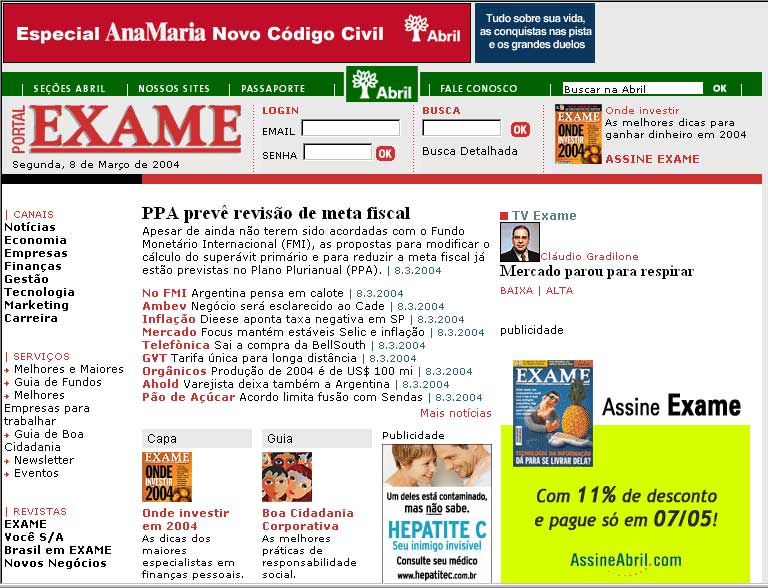 Especial AnaMaria Novo Código Civil
Abril
Tudo sobre sua vida,
as conquistas nas pista
e os grandes duelos
SEÇÕES ABRIL
NOSSOS SITES
PASSAPORTE
Abril
FALE CONOSCO
Buscar na Abril
OK
PORTAL
EXAME
Segunda, 8 de Março de 2004
LOGIN
EMAIL
SENHA
OK
BUSCA
OK
Busca Detalhada
EXAME
ONDE
INVESTIR
2004
Onde investir
As melhores dicas para
ganhar dinheiro em 2004
ASSINE EXAME
| CANAIS
Notícias
Economia
Empresas
Finanças
Gestão
Tecnologia
Marketing
Carreira
| SERVIÇOS
Melhores e Maiores
Guia de Fundos
Melhores
Empresas para
trabalhar
Guia de Boa
Cidadania
Newsletter
Eventos
| REVISTAS
EXAME
Você S/A
Brasil em EXAME
Novos Negócios
PPA prevê revisão de meta fiscal
Apesar de ainda não terem sido acordadas com o Fundo
Monetário Internacional (FMI), as propostas para modificar o
cálculo do superávit primário e para reduzir a meta fiscal já
estão previstas no Plano Plurianual (PPA). | 8.3.2004
No FMI Argentina pensa em calote | 8.3.2004
Ambev Negócio será esclarecido ao Cade | 8.3.2004
Inflação Dieese aponta taxa negativa em SP | 8.3.2004
Mercado Focus mantém estáveis Selic e inflação | 8.3.2004
Telefônica Sai a compra da BellSouth | 8.3.2004
GVT Tarifa única para longa distância | 8.3.2004
Orgânicos Produção de 2004 é de US$ 100 mi | 8.3.2004
Ahold Varejista deixa também a Argentina | 8.3.2004
Pão de Açúcar Acordo limita fusão com Sendas | 8.3.2004
Mais notícias
Capa
EXAME
ONDE
INVESTIR
2004
Onde investir
em 2004
As dicas dos
maiores
especialistas em
finanças pessoais.
Guia
Boa Cidadania
Corporativa
As melhores
práticas de
responsabilidade
social.
Publicidade
Um deles está contaminado,
mas não sabe.
HEPATITE C
Seu inimigo invisível
Consulte seu médico
www.hepatitec.com.br
TV Exame
Cláudio Gradilone
Mercado parou para respirar
BAIXA | ALTA
publicidade
EXAME
TECNOLOGIA DA INFORMAÇÃO
DÁ PARA SE LIVRAR DELA?
Assine Exame
Com 11% de desconto
e pague só em 07/05!
AssineAbril.com